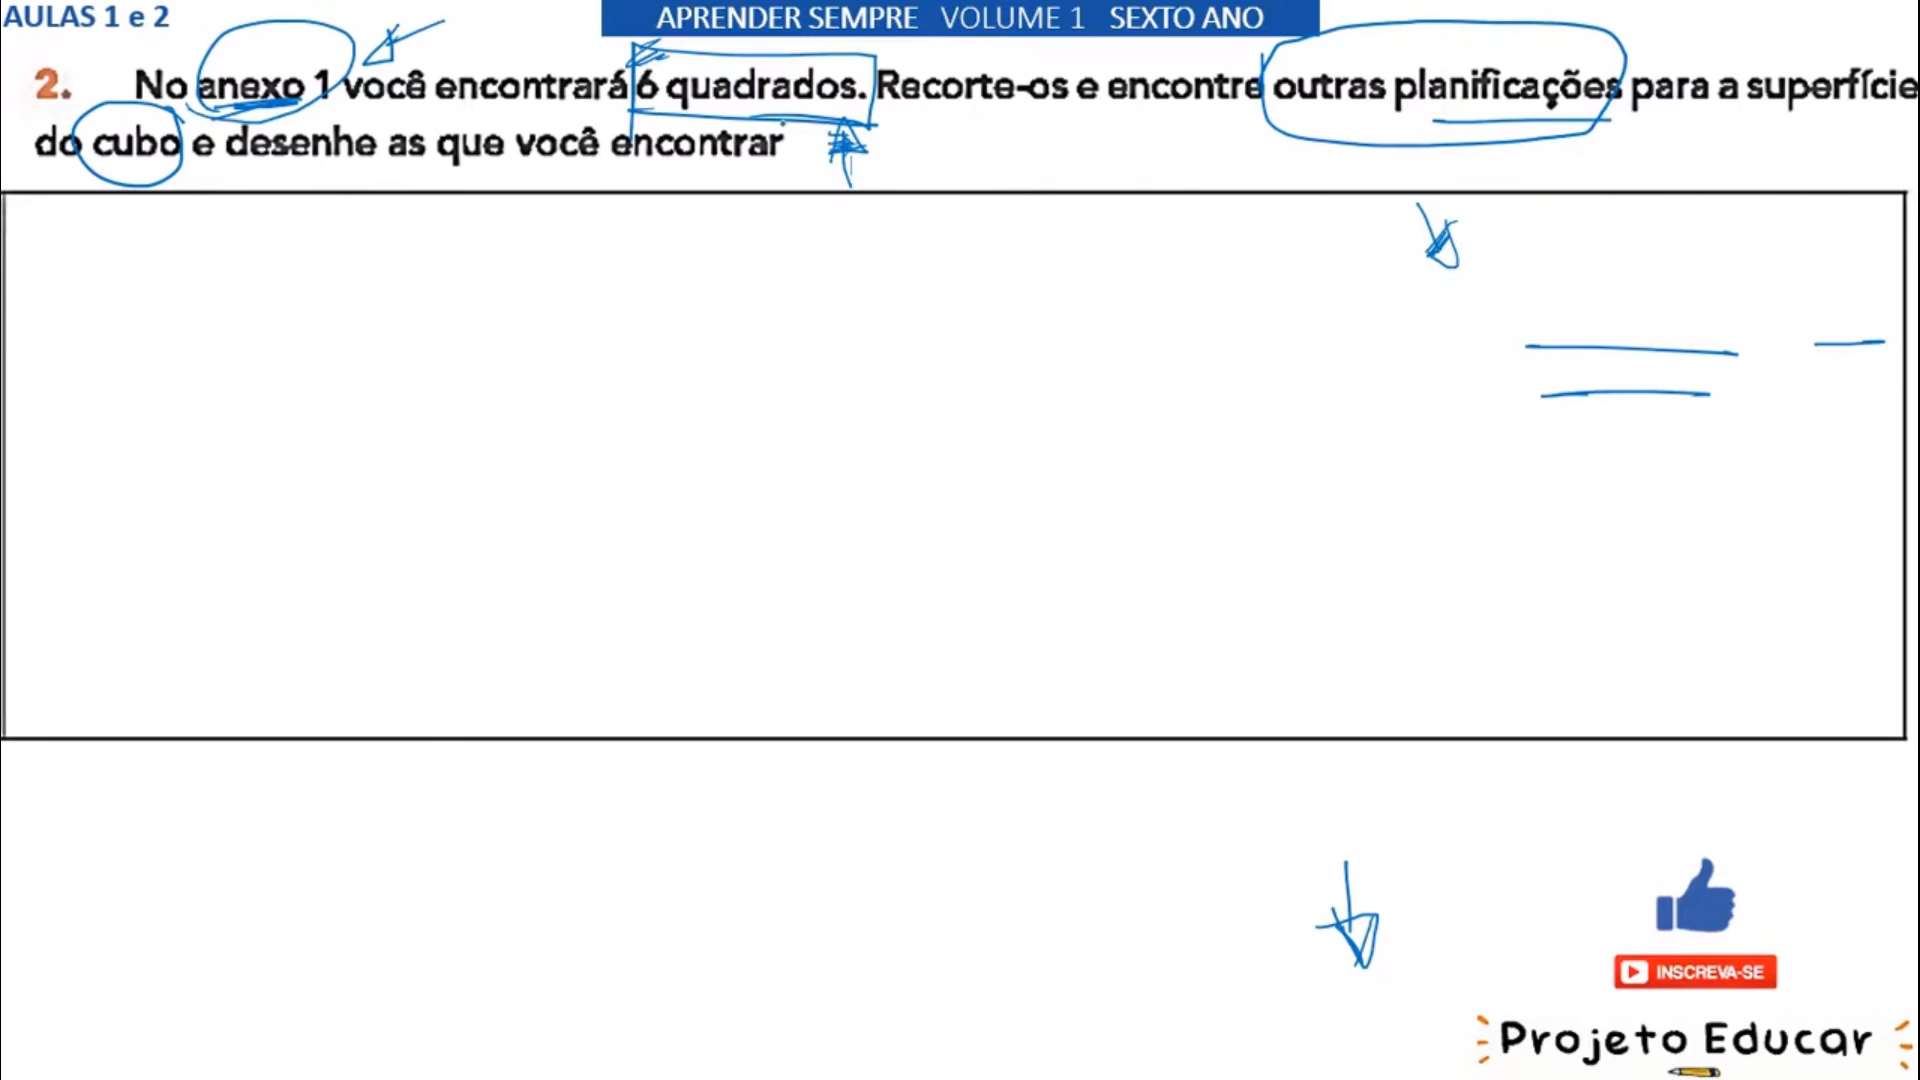 AULAS 1 e 2
APRENDER SEMPRE VOLUME 1 SEXTO ANO
2. No anexo 1 você encontrará 6 quadrados. Recorte-os e encontre outras planificações para a superfície
do cubo e desenhe as que você encontrar
INSCREVA-SE
Projeto Educar